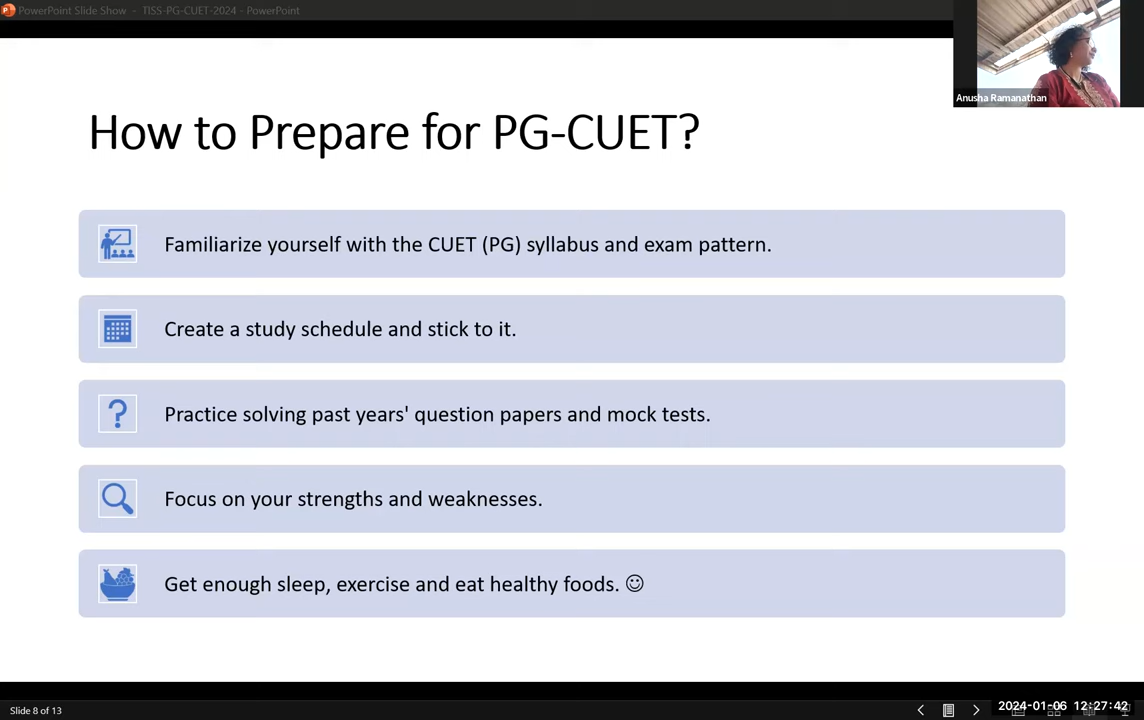 PowerPoint Slide Show - TISS-PG-CUET-2024 - PowerPoint
Anusha Ramanathan
How to Prepare for PG-CUET?
Familiarize yourself with the CUET (PG) syllabus and exam pattern.
Create a study schedule and stick to it.
Practice solving past years' question papers and mock tests.
Focus on your strengths and weaknesses.
Get enough sleep, exercise and eat healthy foods. ☺
Slide 8 of 13
2024-01-06 12:27:42